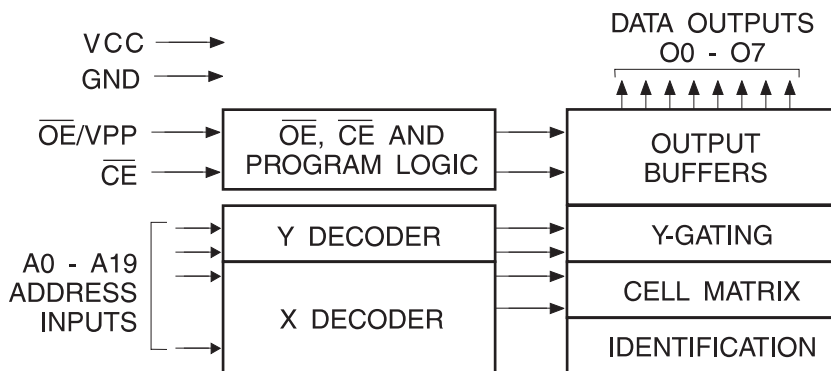 VCC
GND
OE/VPP
CE
A0 - A19
ADDRESS
INPUTS
OE, CE AND
PROGRAM LOGIC
Y DECODER
X DECODER
DATA OUTPUTS
O0 - O7
OUTPUT
BUFFERS
Y-GATING
CELL MATRIX
IDENTIFICATION